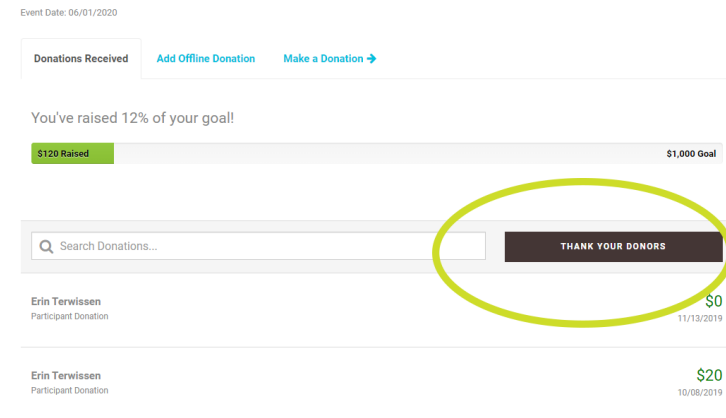 Event Date: 06/01/2020
Donations Received Add Offline Donation Make a Donation →
You've raised 12% of your goal!
$120 Raised $1,000 Goal
Search Donations... THANK YOUR DONORS
Erin Terwissen $0
Participant Donation 11/13/2019
Erin Terwissen $20
Participant Donation 10/08/2019